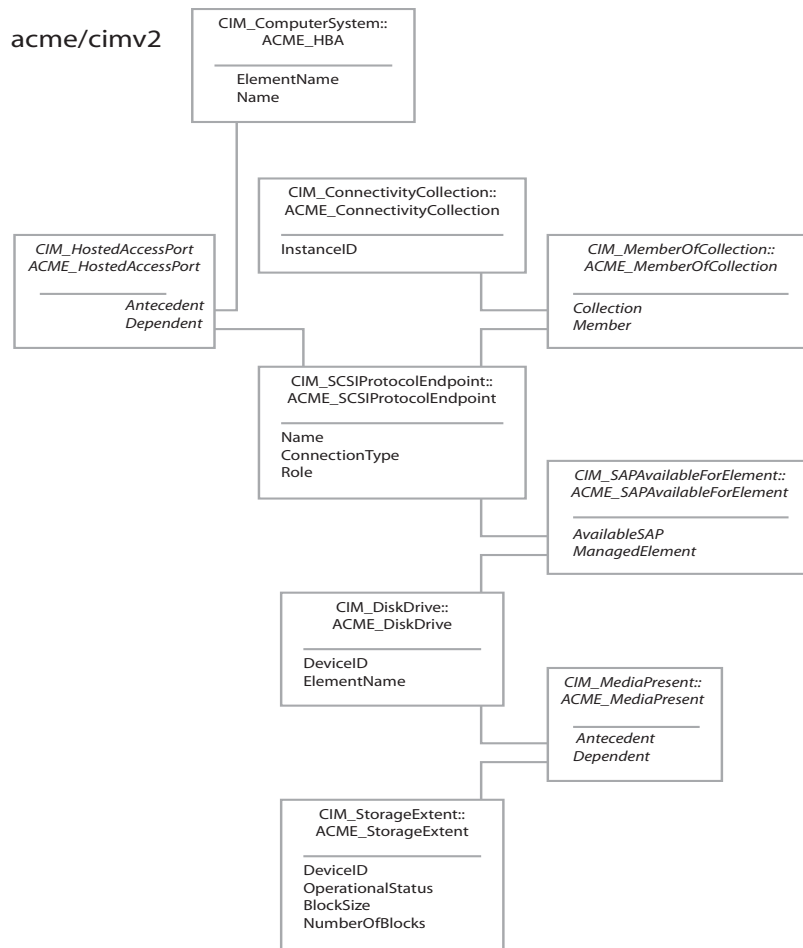 acme/cimv2
CIM_ComputerSystem::
ACME_HBA
ElementName
Name
CIM_ConnectivityCollection::
ACME_ConnectivityCollection
InstanceID
CIM_HostedAccessPort
ACME_HostedAccessPort
Antecedent
Dependent
CIM_MemberOfCollection::
ACME_MemberOfCollection
Collection
Member
CIM_SCSIProtocolEndpoint::
ACME_SCSIProtocolEndpoint
Name
ConnectionType
Role
CIM_SAPAvailableForElement::
ACME_SAPAvailableForElement
AvailableSAP
ManagedElement
CIM_DiskDrive::
ACME_DiskDrive
DeviceID
ElementName
CIM_MediaPresent::
ACME_MediaPresent
Antecedent
Dependent
CIM_StorageExtent::
ACME_StorageExtent
DeviceID
OperationalStatus
BlockSize
NumberOfBlocks